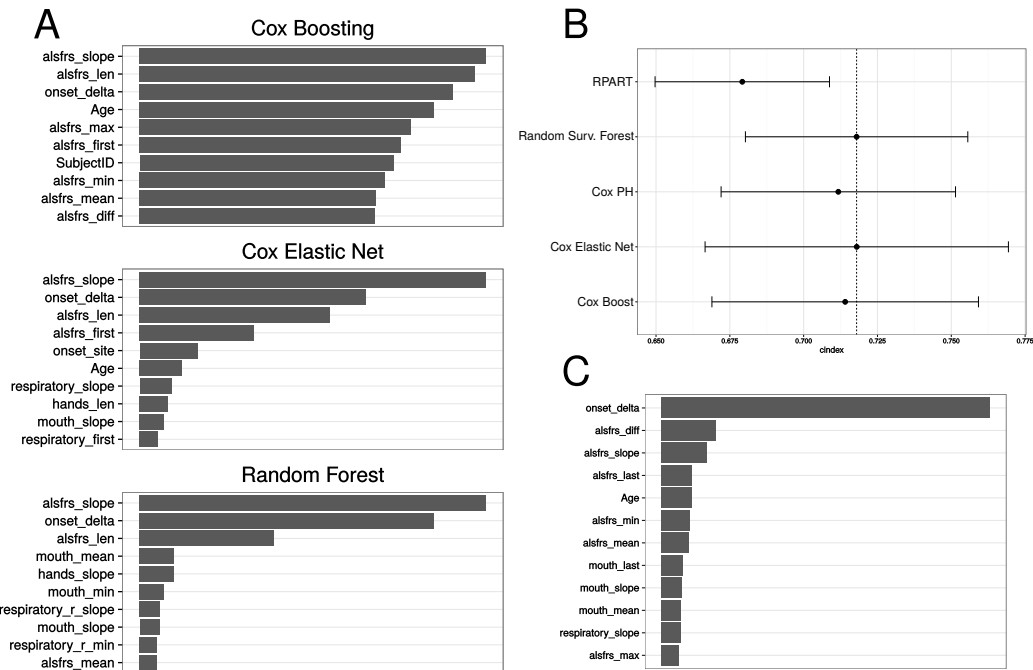 A
Cox Boosting
alsfrs_slope
alsfrs_len
onset_delta
Age
alsfrs_max
alsfrs_first
SubjectID
alsfrs_min
alsfrs_mean
alsfrs_diff
Cox Elastic Net
alsfrs_slope
onset_delta
alsfrs_len
alsfrs_first
onset_site
Age
respiratory_slope
hands_len
mouth_slope
respiratory_first
Random Forest
alsfrs_slope
onset_delta
alsfrs_len
mouth_mean
hands_slope
mouth_min
respiratory_r_slope
mouth_slope
respiratory_r_min
alsfrs_mean
B
RPART
Random Surv. Forest
Cox PH
Cox Elastic Net
Cox Boost
0.650 0.675 0.700 0.725 0.750 0.775
cindex
C
onset_delta
alsfrs_diff
alsfrs_slope
alsfrs_last
Age
alsfrs_min
alsfrs_mean
mouth_last
mouth_slope
mouth_mean
respiratory_slope
alsfrs_max